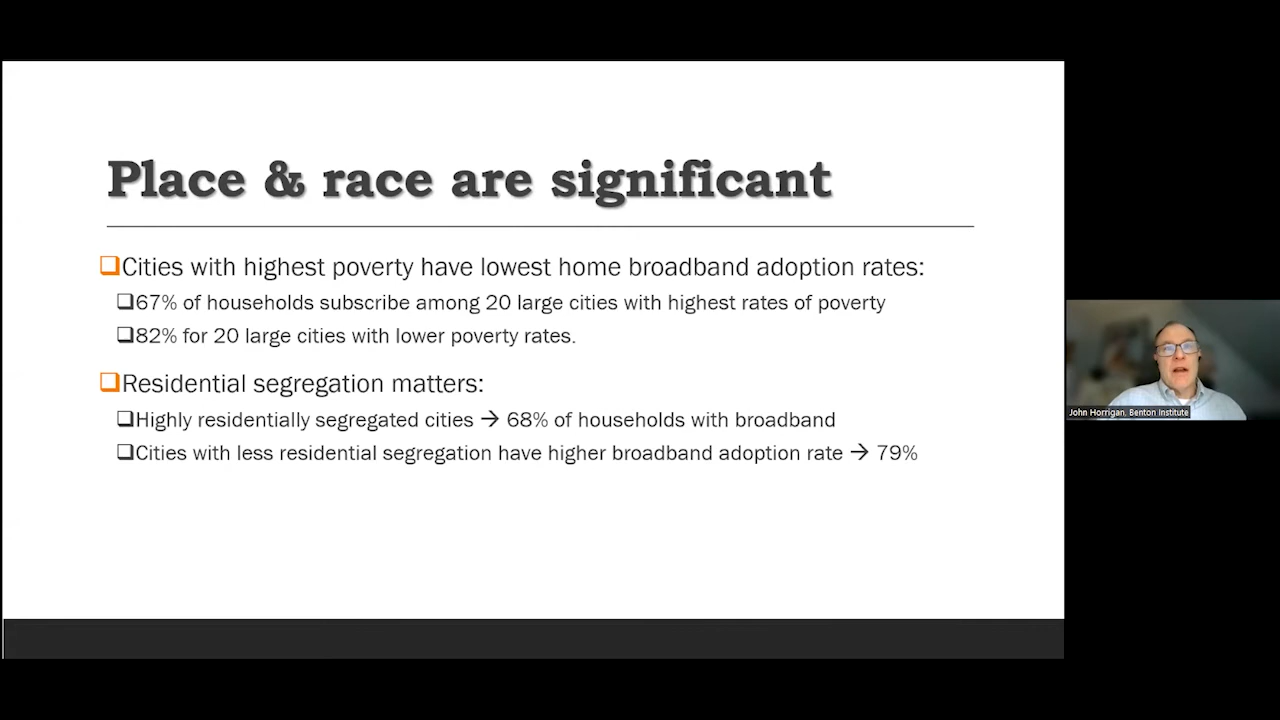 Place & race are significant
❑Cities with highest poverty have lowest home broadband adoption rates:
❑67% of households subscribe among 20 large cities with highest rates of poverty
❑82% for 20 large cities with lower poverty rates.
❑Residential segregation matters:
❑Highly residentially segregated cities → 68% of households with broadband
❑Cities with less residential segregation have higher broadband adoption rate → 79%
John Horrigan, Benton Institute